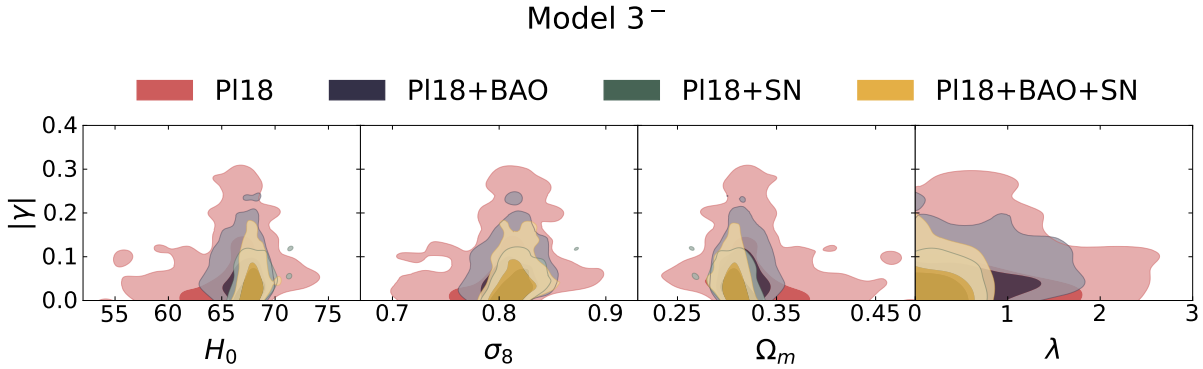 Model 3⁻
Pl18 Pl18+BAO Pl18+SN Pl18+BAO+SN
|γ|
0.4
0.3
0.2
0.1
0.0
55 60 65 70 75 0.7 0.8 0.9 0.25 0.35 0.45 0 1 2 3
H₀ σ₈ Ωₘ λ